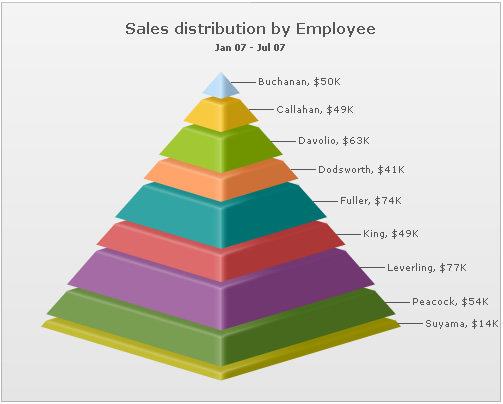 Sales distribution by Employee
Jan 07 - Jul 07
Buchanan, $50K
Callahan, $49K
Davolio, $63K
Dodsworth, $41K
Fuller, $74K
King, $49K
Leverling, $77K
Peacock, $54K
Suyama, $14K